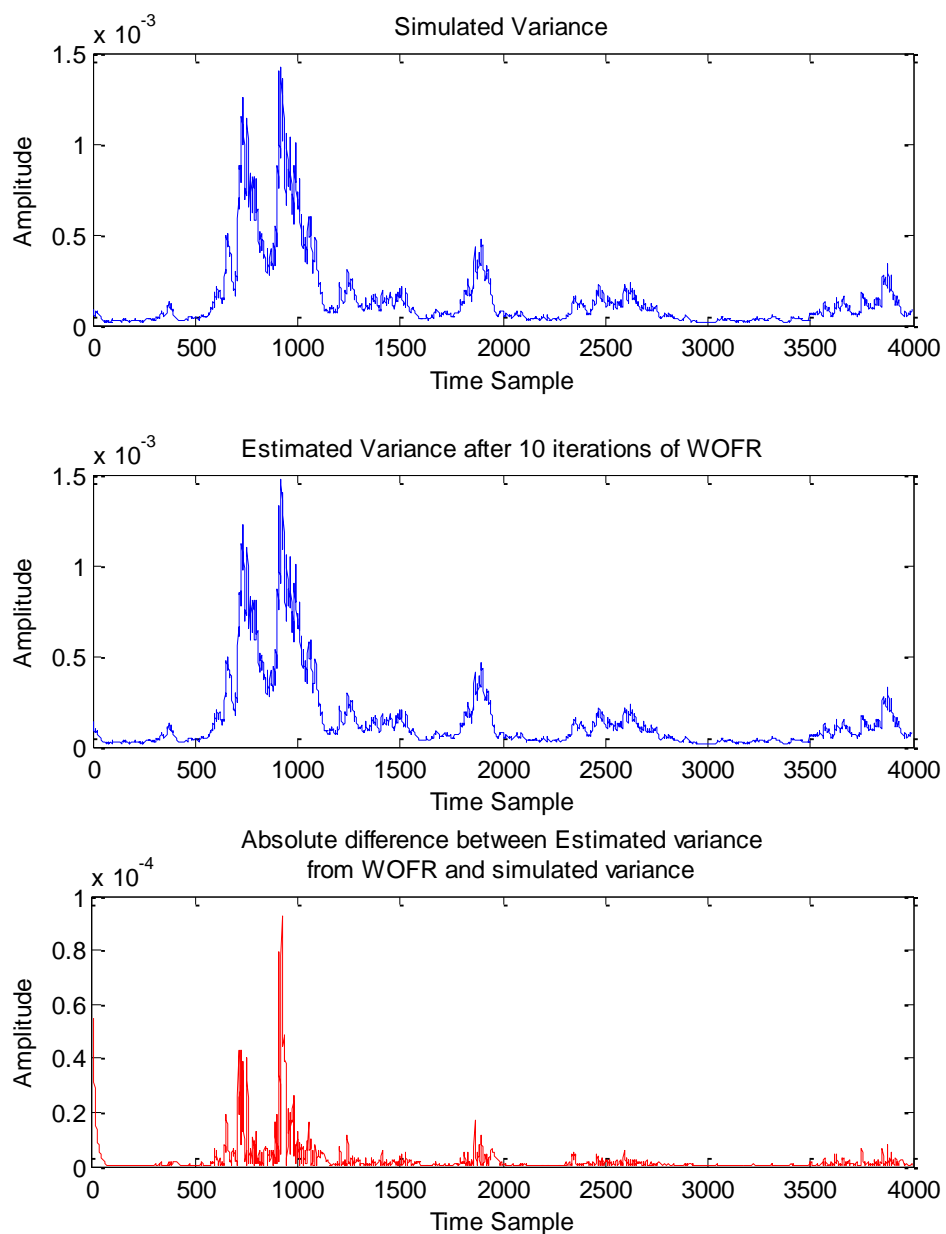 Simulated Variance
x 10-3
1.5
1
0.5
0
Amplitude
0 500 1000 1500 2000 2500 3000 3500 4000
Time Sample
Estimated Variance after 10 iterations of WOFR
x 10-3
1.5
1
0.5
0
Amplitude
0 500 1000 1500 2000 2500 3000 3500 4000
Time Sample
Absolute difference between Estimated variance
from WOFR and simulated variance
x 10-4
1
0.8
0.6
0.4
0.2
0
Amplitude
0 500 1000 1500 2000 2500 3000 3500 4000
Time Sample